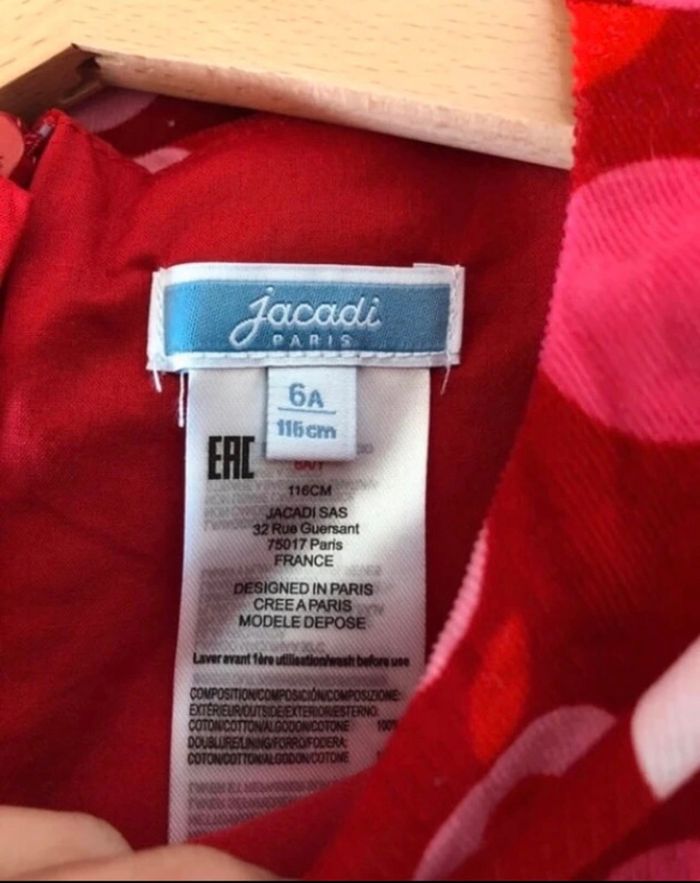 jacadi
PARIS
6A
116cm
EAC
6A/Y
116CM
JACADI SAS
32 Rue Guersant
75017 Paris
FRANCE
DESIGNED IN PARIS
CREE A PARIS
MODELE DEPOSE
Laver avant 1ère utilisation/wash before use
COMPOSITION/COMPOSICIÓN/COMPOSIZIONE:
EXTÉRIEUR/OUTSIDE/EXTERIOR/ESTERNO:
COTON/COTTON/ALGODON/COTONE 100%
DOUBLURE/LINING/FORRO/FODERA:
COTON/COTTON/ALGODON/COTONE